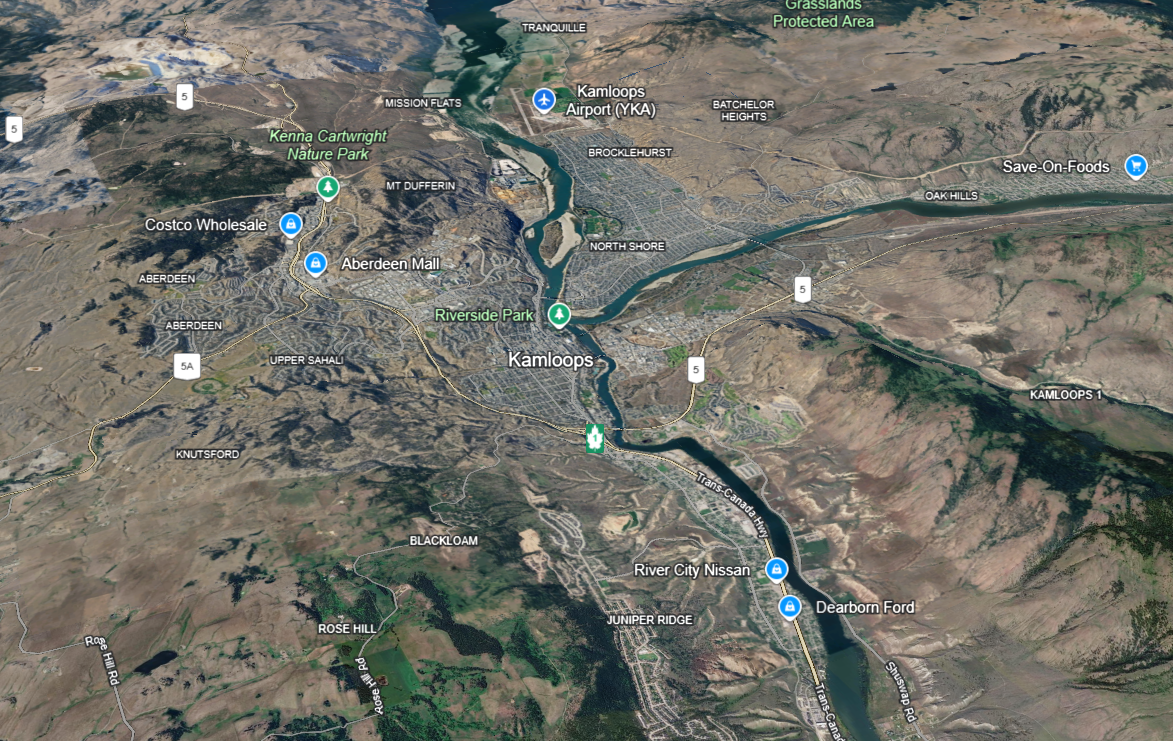 Grasslands
Protected Area
TRANQUILLE
5
Kamloops
Airport (YKA)
MISSION FLATS
BATCHELOR
HEIGHTS
5
Kenna Cartwright
Nature Park
BROCKLEHURST
Save-On-Foods
MT DUFFERIN
OAK HILLS
Costco Wholesale
NORTH SHORE
Aberdeen Mall
ABERDEEN
5
Riverside Park
ABERDEEN
UPPER SAHALI
Kamloops
5A
5
KAMLOOPS 1
1
KNUTSFORD
Trans-Canada Hwy
BLACKLOAM
River City Nissan
Dearborn Ford
JUNIPER RIDGE
ROSE HILL
Rose Hill Rd
Rose Hill Rd
Shuswap Rd
Trans-Canad